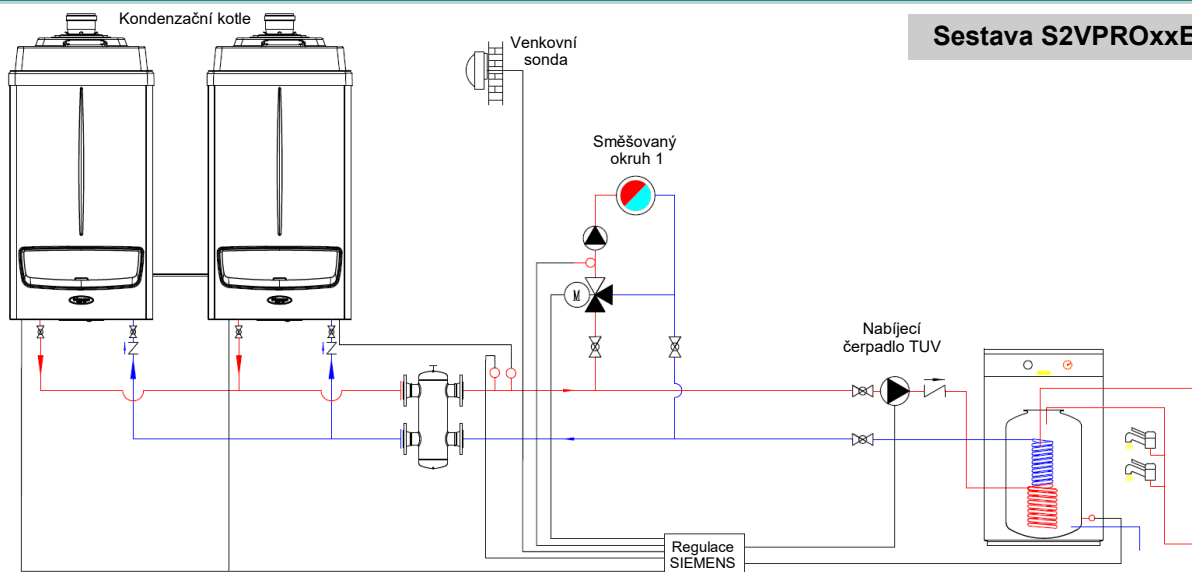 Kondenzační kotle
Sestava S2VPROxxE
Venkovní
sonda
Směšovaný
okruh 1
M
Nabíjecí
čerpadlo TUV
Regulace
SIEMENS